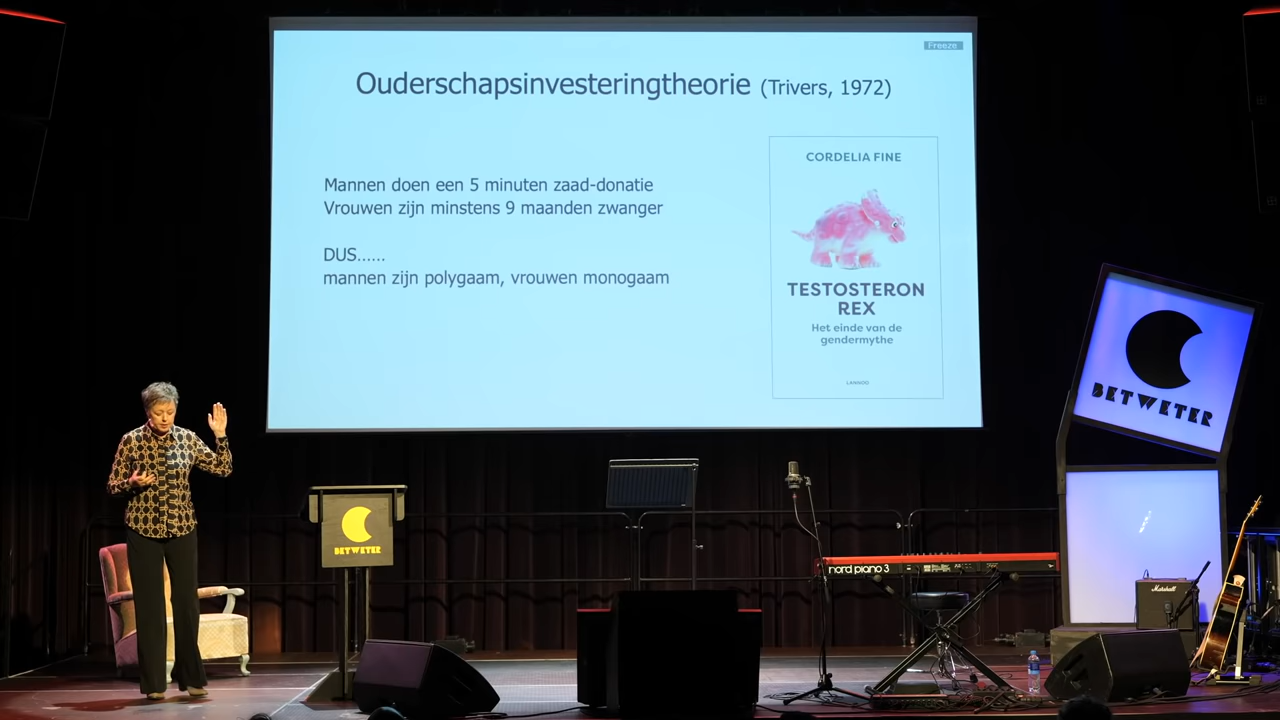 Freeze
Ouderschapsinvesteringtheorie (Trivers, 1972)
Mannen doen een 5 minuten zaad-donatie
Vrouwen zijn minstens 9 maanden zwanger
DUS......
mannen zijn polygaam, vrouwen monogaam
CORDELIA FINE
TESTOSTERON
REX
Het einde van de
gendermythe
LANNOO
BETWETER
BETWETER
nord piano 3
Marshall